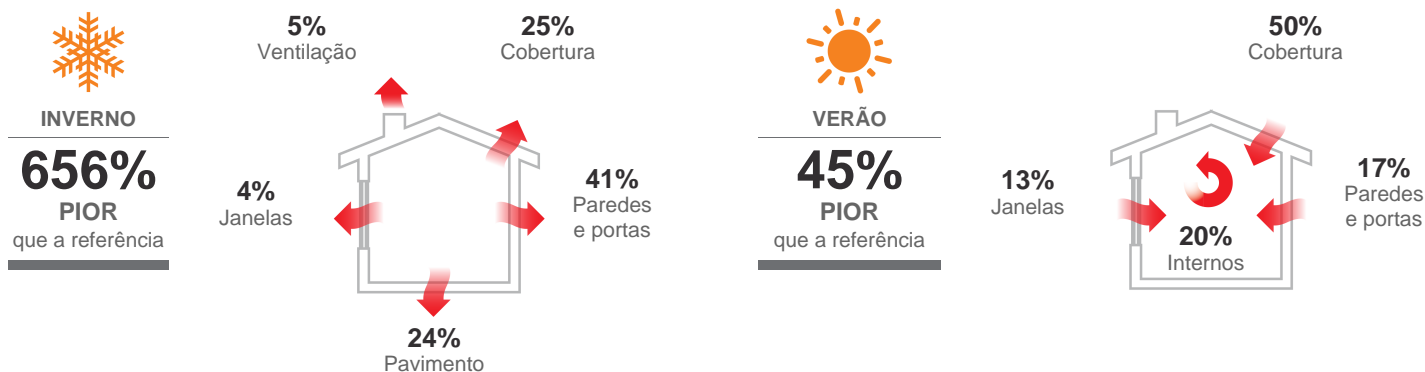 INVERNO
656%
PIOR
que a referência
5%
Ventilação
25%
Cobertura
4%
Janelas
41%
Paredes
e portas
24%
Pavimento
VERÃO
45%
PIOR
que a referência
50%
Cobertura
13%
Janelas
17%
Paredes
e portas
20%
Internos